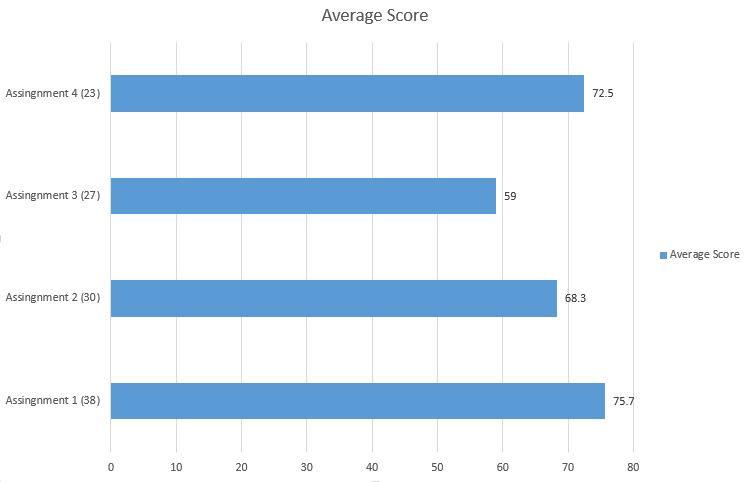 Average Score
Assingnment 4 (23)
72.5
Assingnment 3 (27)
59
Average Score
Assingnment 2 (30)
68.3
Assingnment 1 (38)
75.7
0 10 20 30 40 50 60 70 80